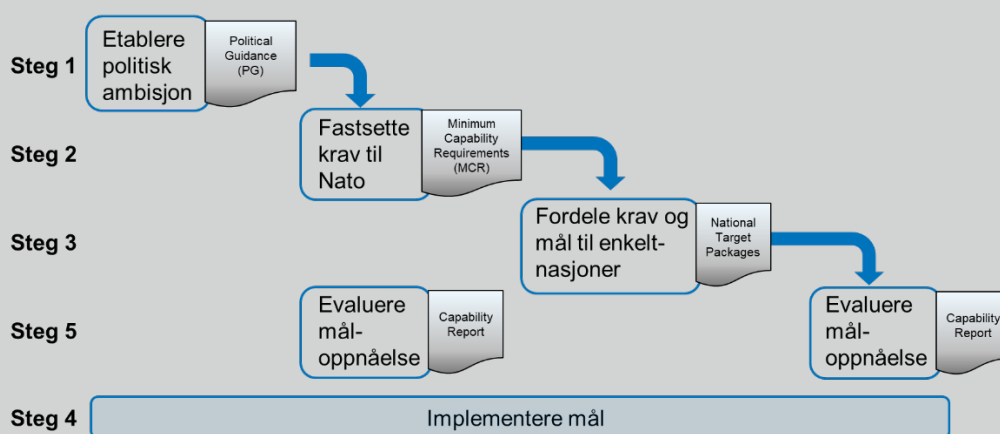 Steg 1
Etablere
politisk
ambisjon
Political
Guidance
(PG)
Steg 2
Fastsette
krav til
Nato
Minimum
Capability
Requirements
(MCR)
Steg 3
Fordele krav og
mål til enkelt-
nasjoner
National
Target
Packages
Steg 5
Evaluere
mål-
oppnåelse
Capability
Report
Evaluere
mål-
oppnåelse
Capability
Report
Steg 4
Implementere mål